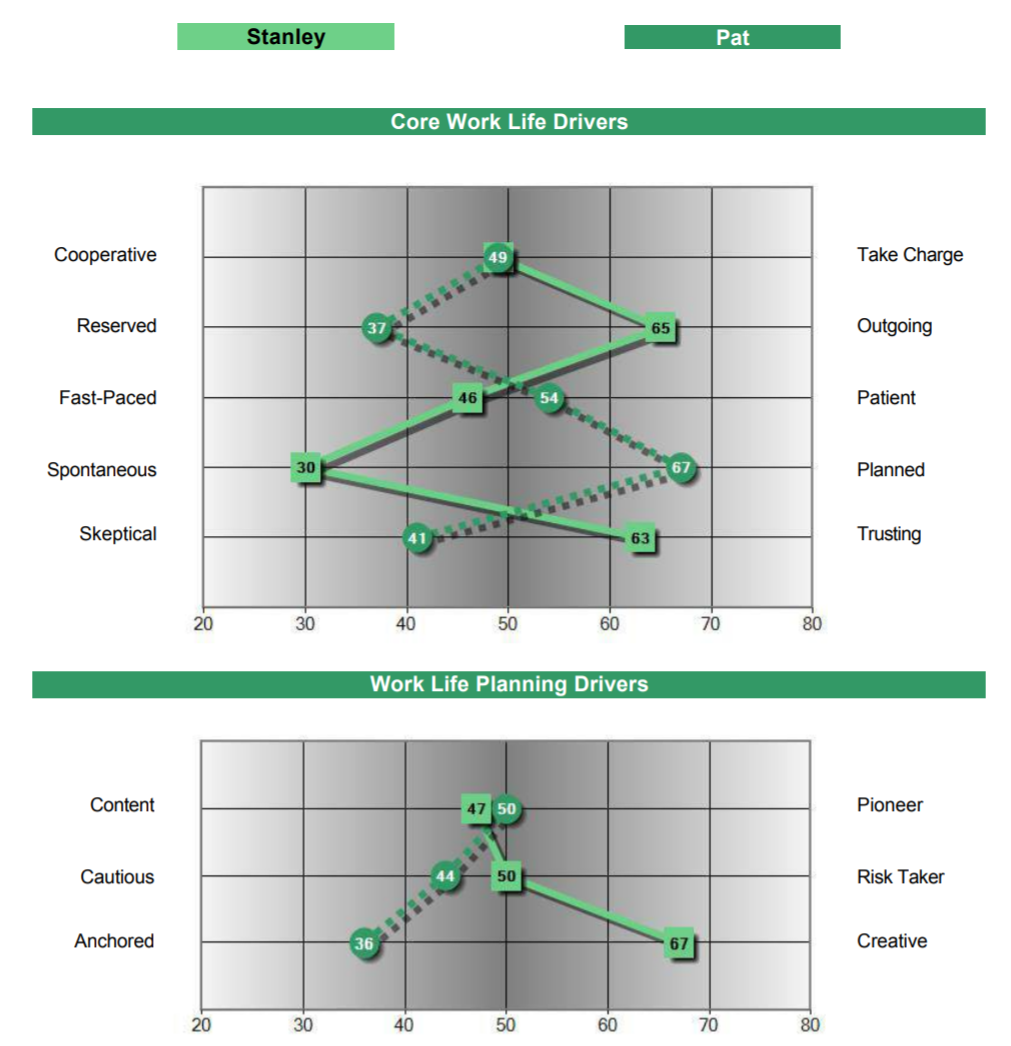 Stanley Pat
Core Work Life Drivers
Cooperative 49 Take Charge
Reserved 37 65 Outgoing
Fast-Paced 46 54 Patient
Spontaneous 30 67 Planned
Skeptical 41 63 Trusting
20 30 40 50 60 70 80
Work Life Planning Drivers
Content 47 50 Pioneer
Cautious 44 50 Risk Taker
Anchored 36 67 Creative
20 30 40 50 60 70 80